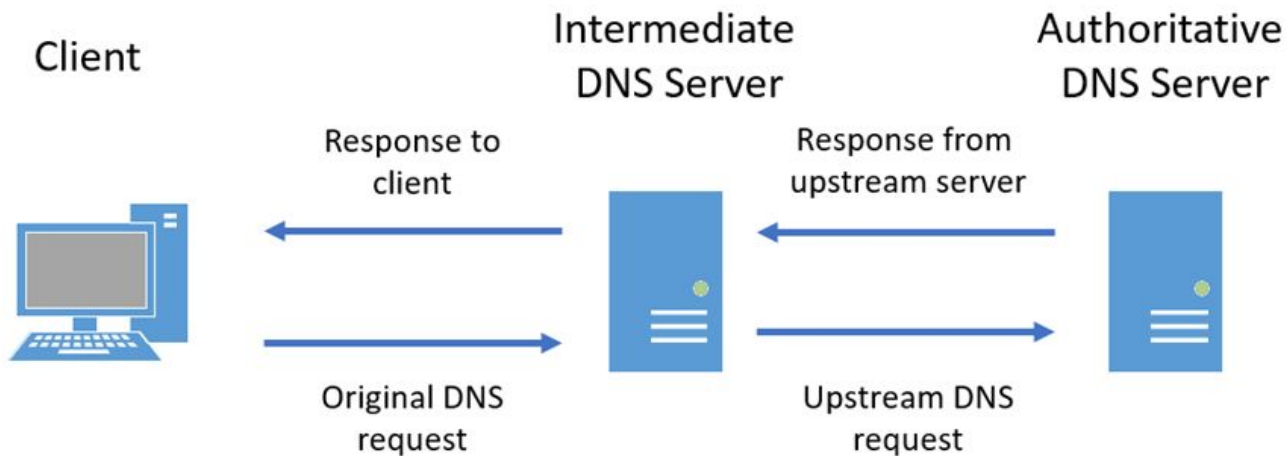 Client
Intermediate
DNS Server
Authoritative
DNS Server
Response to
client
Response from
upstream server
Original DNS
request
Upstream DNS
request